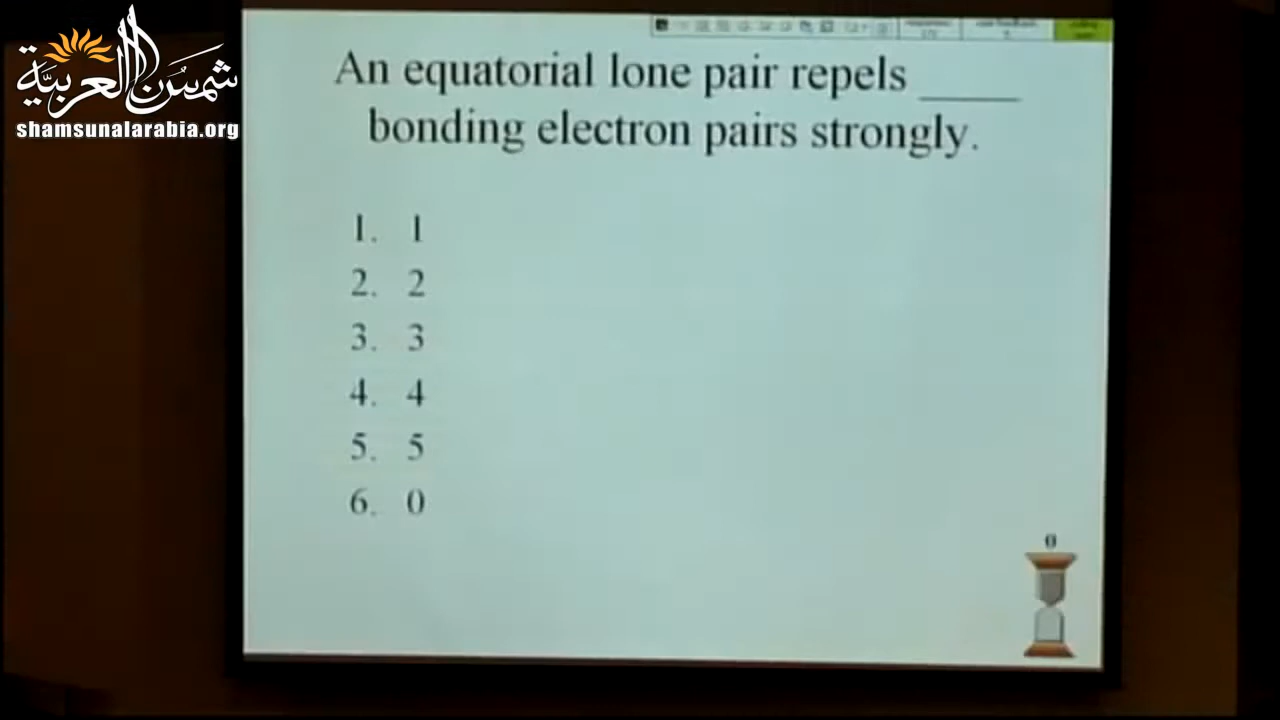 شمس العربية
shamsunalarabia.org
An equatorial lone pair repels _____
bonding electron pairs strongly.
1. 1
2. 2
3. 3
4. 4
5. 5
6. 0
0